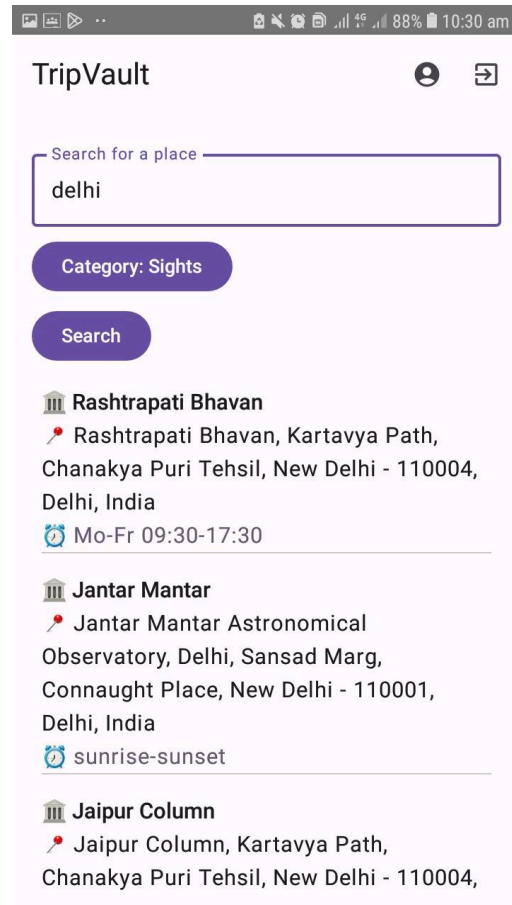 4G 88% 10:30 am
TripVault
Search for a place
delhi
Category: Sights
Search
🏛️ Rashtrapati Bhavan
📍 Rashtrapati Bhavan, Kartavya Path,
Chanakya Puri Tehsil, New Delhi - 110004,
Delhi, India
⏰ Mo-Fr 09:30-17:30
🏛️ Jantar Mantar
📍 Jantar Mantar Astronomical
Observatory, Delhi, Sansad Marg,
Connaught Place, New Delhi - 110001,
Delhi, India
⏰ sunrise-sunset
🏛️ Jaipur Column
📍 Jaipur Column, Kartavya Path,
Chanakya Puri Tehsil, New Delhi - 110004,